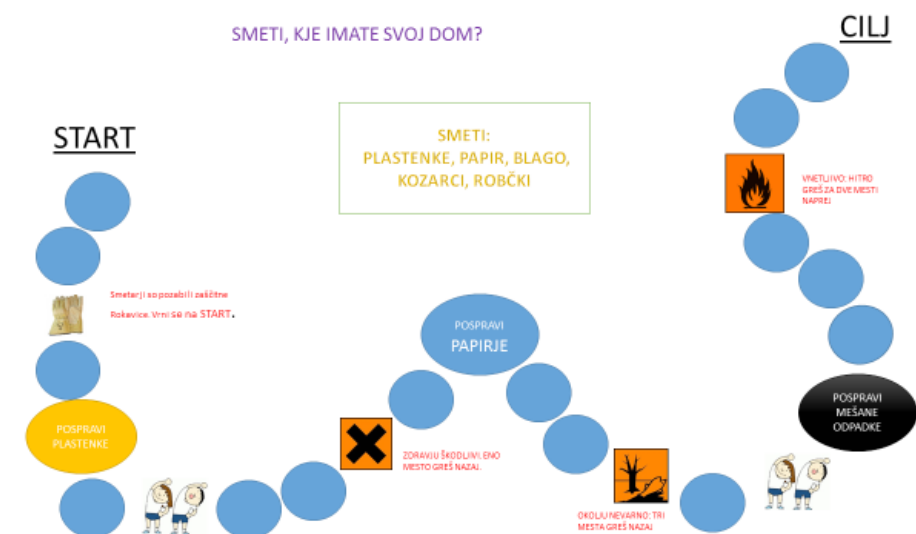 SMETI, KJE IMATE SVOJ DOM?
CILJ
START
SMETI:
PLASTENKE, PAPIR, BLAGO,
KOZARCI, ROBČKI
VNETLJIVO: HITRO
GREŠ ZA DVE MESTI
NAPREJ
Smetarji so pozabili zaščitne
Rokavice. Vrni se na START.
POSPRAVI
PAPIRJE
POSPRAVI
PLASTENKE
ZDRAVJU ŠKODLJIVI. ENO
MESTO GREŠ NAZAJ.
POSPRAVI
MEŠANE
ODPADKE
OKOLJU NEVARNO: TRI
MESTA GREŠ NAZAJ